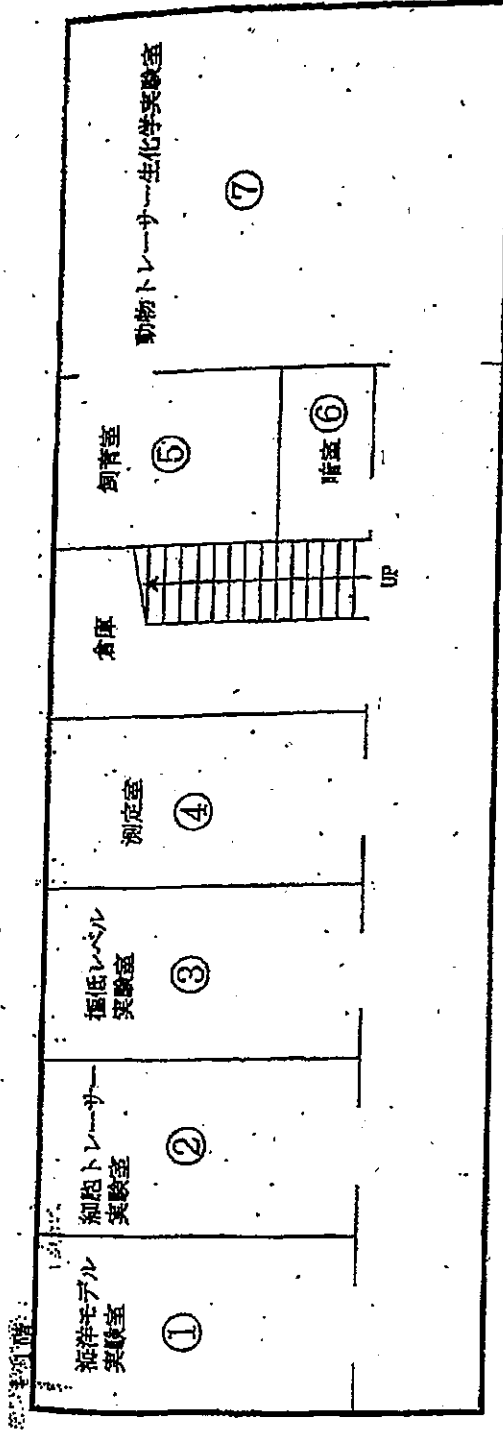 海洋モデル
実験室
①
細胞トレーサー
実験室
②
極低レベル
実験室
③
測定室
④
倉庫
UP
飼育室
⑤
暗室 ⑥
動物トレーサー生化学実験室
⑦